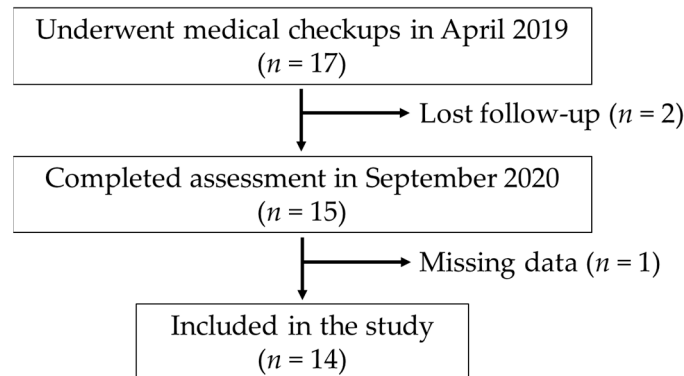 Underwent medical checkups in April 2019
(n = 17)
Lost follow-up (n = 2)
Completed assessment in September 2020
(n = 15)
Missing data (n = 1)
Included in the study
(n = 14)